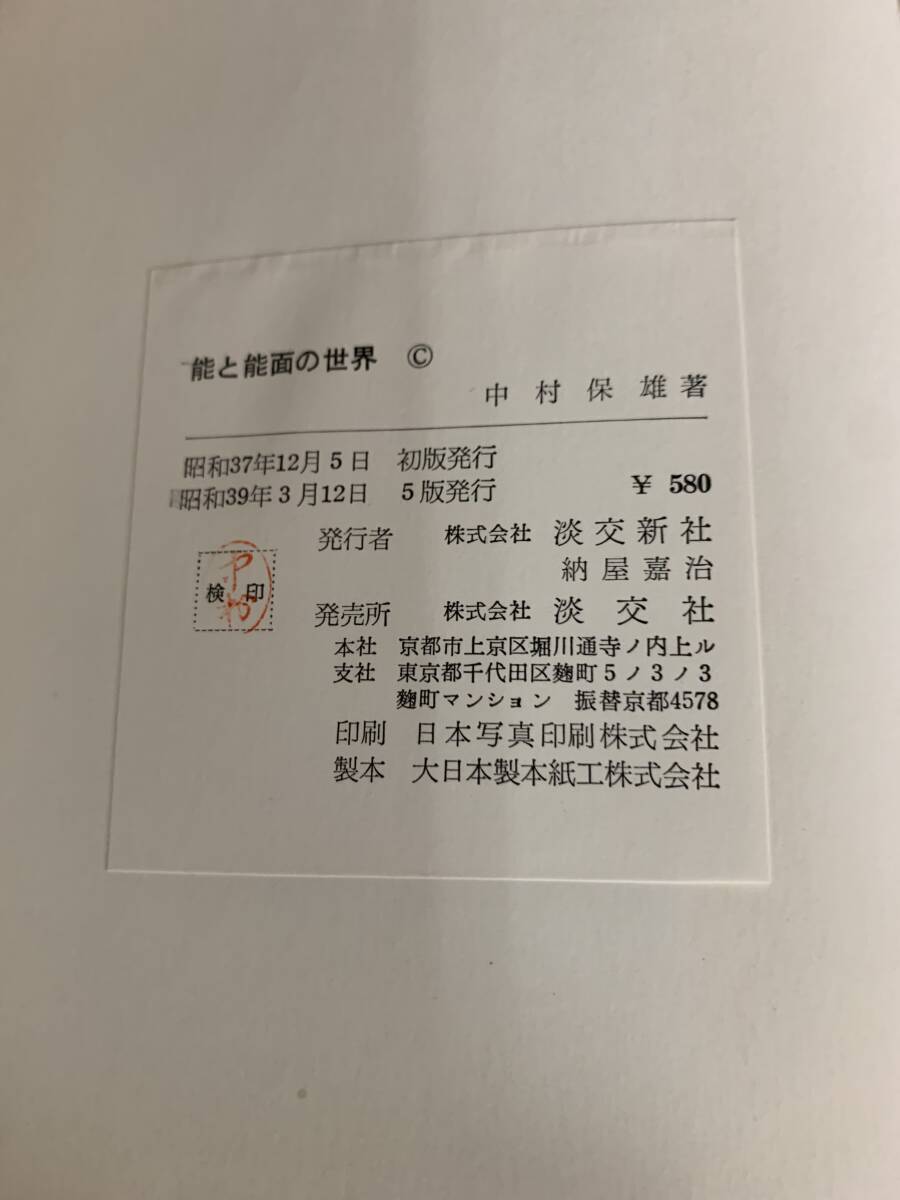 能と能面の世界 ©
中村保雄著
昭和37年12月5日 初版発行
昭和39年3月12日 5版発行 ¥ 580
発行者 株式会社 淡交新社
納屋嘉治
検印
発売所 株式会社 淡交社
本社 京都市上京区堀川通寺ノ内上ル
支社 東京都千代田区麹町5ノ3ノ3
麹町マンション 振替京都4578
印刷 日本写真印刷株式会社
製本 大日本製本紙工株式会社